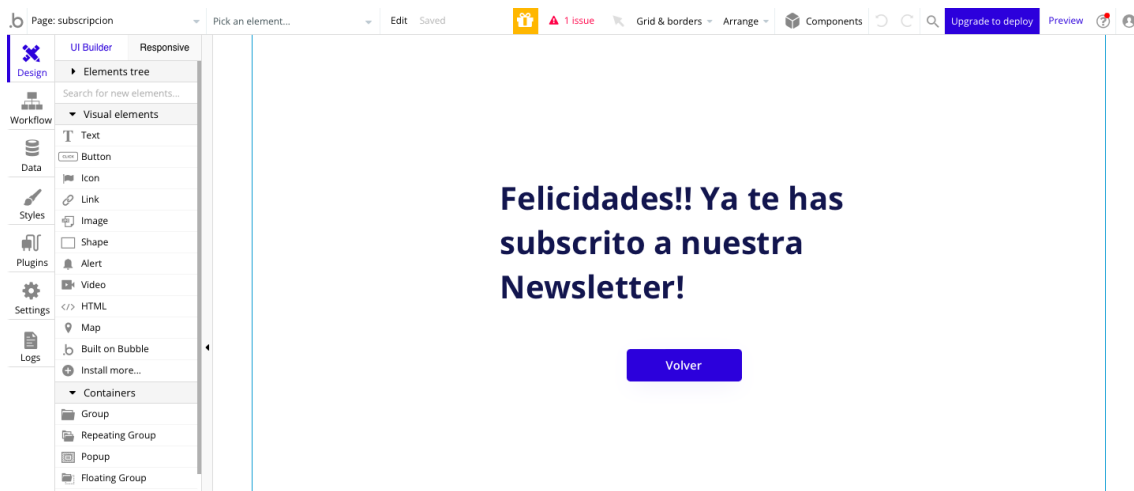 .b Page: subscripcion Pick an element... Edit Saved 1 issue Grid & borders Arrange Components Upgrade to deploy Preview ?
UI Builder Responsive
Design
Elements tree
Search for new elements...
Workflow
Visual elements
T Text
CLICK Button
Data
Icon
Link
Styles
Image
Shape
Plugins
Alert
Video
Settings
</> HTML
Map
Logs
.b Built on Bubble
Install more...
Containers
Group
Repeating Group
Popup
Floating Group
Felicidades!! Ya te has
subscrito a nuestra
Newsletter!
Volver